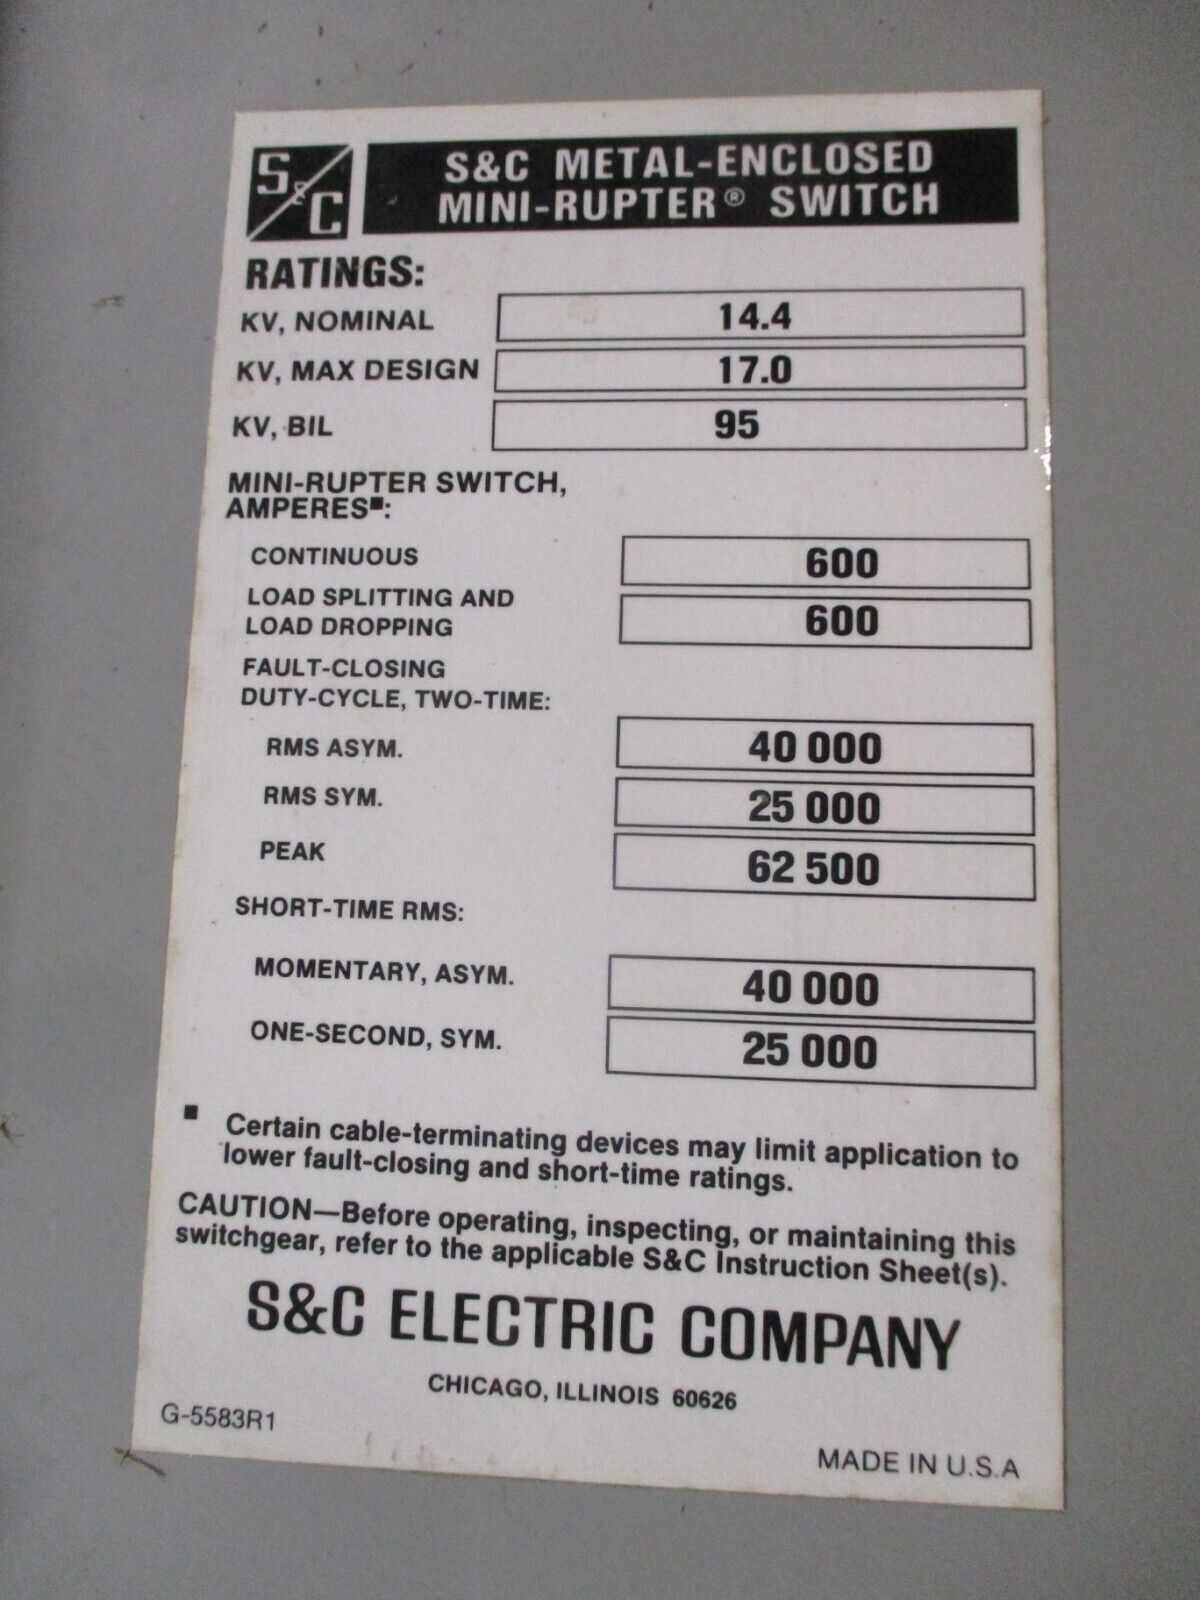 S&C
S&C METAL-ENCLOSED
MINI-RUPTER® SWITCH
RATINGS:
KV, NOMINAL 14.4
KV, MAX DESIGN 17.0
KV, BIL 95
MINI-RUPTER SWITCH,
AMPERES▪:
CONTINUOUS 600
LOAD SPLITTING AND
LOAD DROPPING 600
FAULT-CLOSING
DUTY-CYCLE, TWO-TIME:
RMS ASYM. 40 000
RMS SYM. 25 000
PEAK 62 500
SHORT-TIME RMS:
MOMENTARY, ASYM. 40 000
ONE-SECOND, SYM. 25 000
▪ Certain cable-terminating devices may limit application to
lower fault-closing and short-time ratings.
CAUTION—Before operating, inspecting, or maintaining this
switchgear, refer to the applicable S&C Instruction Sheet(s).
S&C ELECTRIC COMPANY
CHICAGO, ILLINOIS 60626
G-5583R1
MADE IN U.S.A